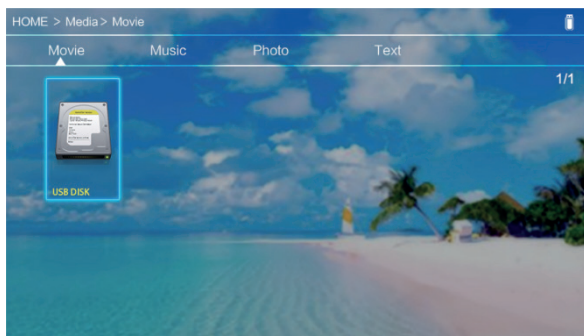 HOME > Media > Movie
Movie Music Photo Text
1/1
USB DISK